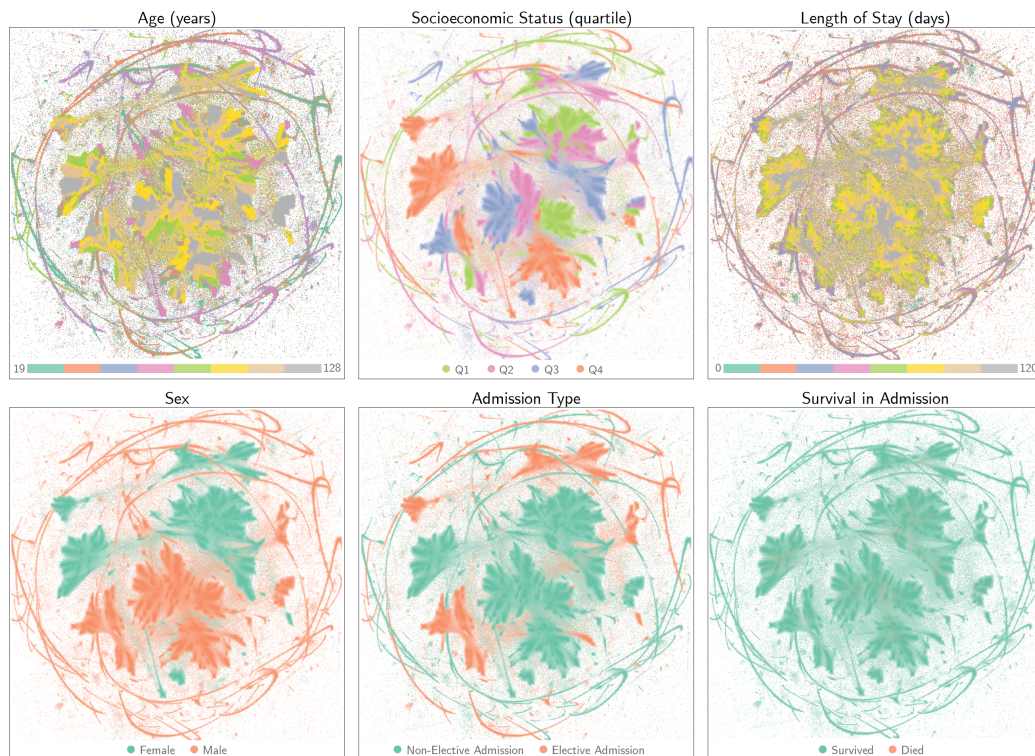 Age (years)
Socioeconomic Status (quartile)
Length of Stay (days)
19
128
Q1 Q2 Q3 Q4
0
120
Sex
Admission Type
Survival in Admission
Female Male
Non-Elective Admission Elective Admission
Survived Died